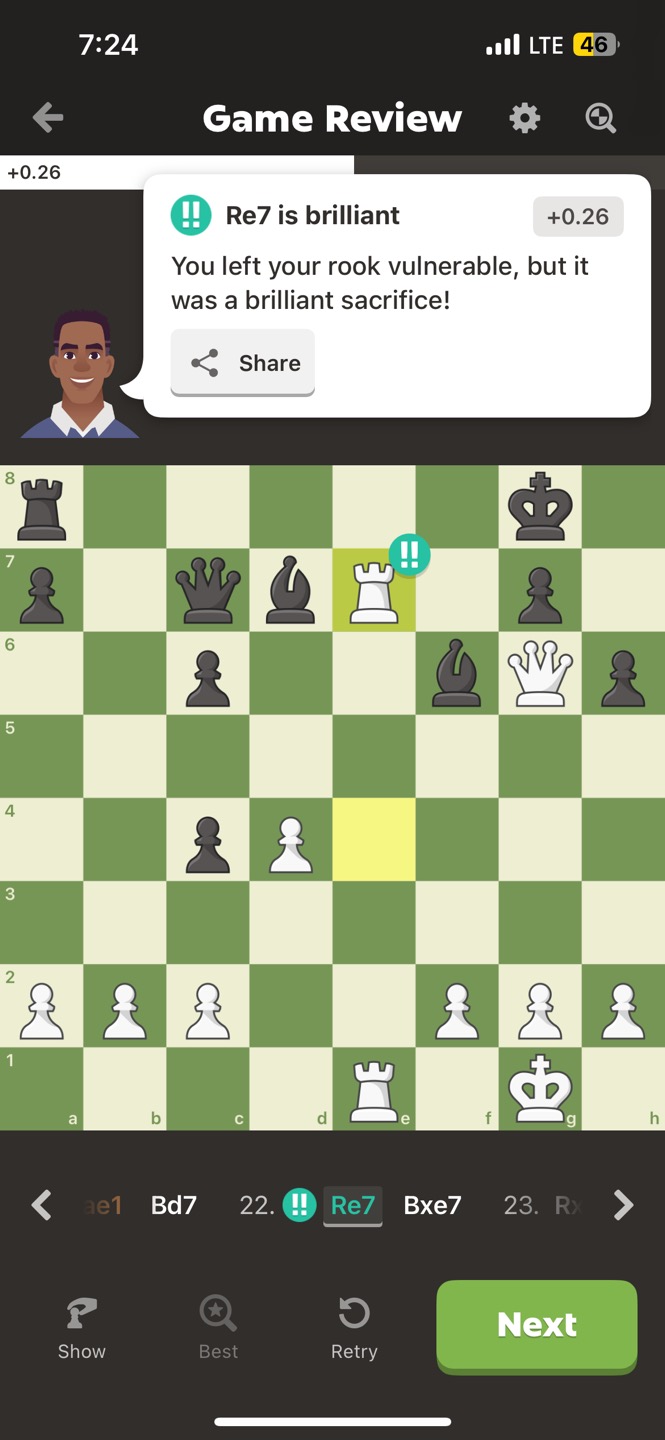 7:24
LTE 46
Game Review
+0.26
!! Re7 is brilliant +0.26
You left your rook vulnerable, but it
was a brilliant sacrifice!
Share
8
!!
7
6
5
4
3
2
1
a b c d e f g h
Bd7 22. !! Re7 Bxe7 23.
Show Best Retry Next